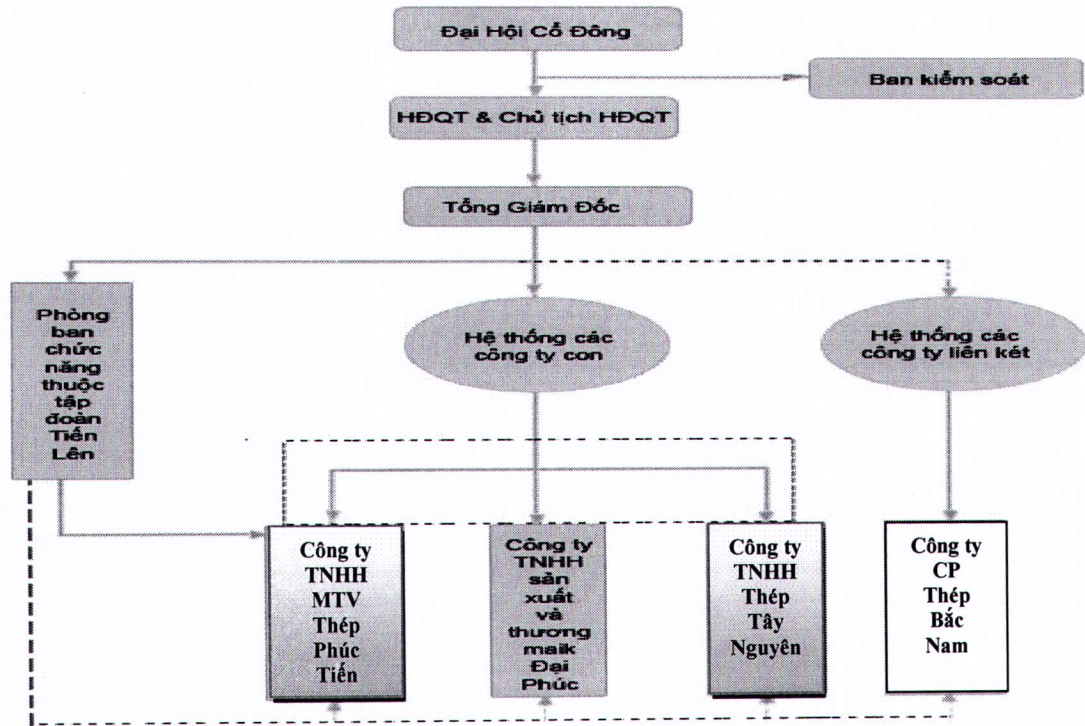 Đại Hội Cổ Đông
Ban kiểm soát
HĐQT & Chủ tịch HĐQT
Tổng Giám Đốc
Phòng
ban
chức
năng
thuộc
tập
đoàn
Tiến
Lên
Hệ thống các
công ty con
Hệ thống các
công ty liên két
Công ty
TNHH
MTV
Thép
Phúc
Tiến
Công ty
TNHH
sản
xuất
và
thương
maik
Đại
Phúc
Công ty
TNHH
Thép
Tây
Nguyên
Công ty
CP
Thép
Bắc
Nam